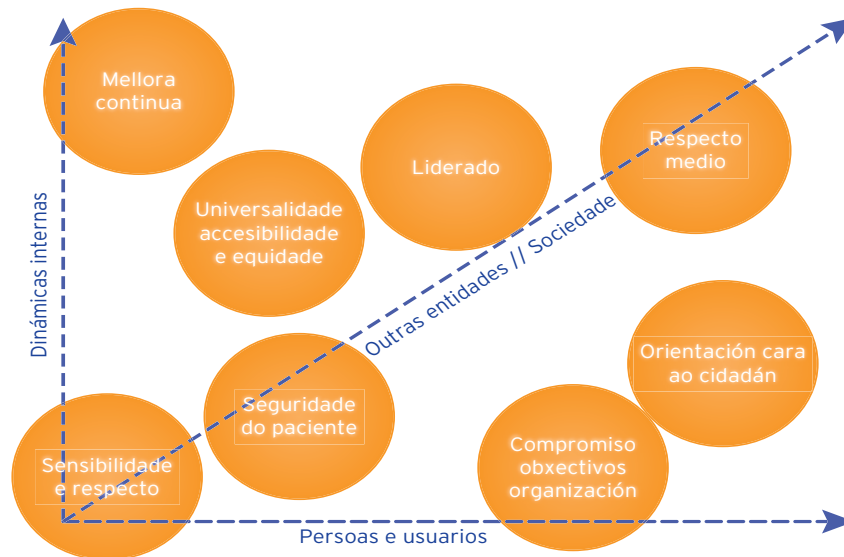 Mellora
continua
Liderado
Respecto
medio
Universalidade
accesibilidade
e equidade
Dinámicas internas
Outras entidades // Sociedade
Orientación cara
ao cidadán
Seguridade
do paciente
Compromiso
obxectivos
organización
Sensibilidade
e respecto
Persoas e usuarios